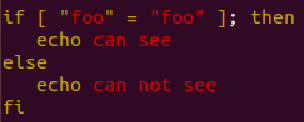 if [ "foo" = "foo" ]; then
   echo can see
else
   echo can not see
fi